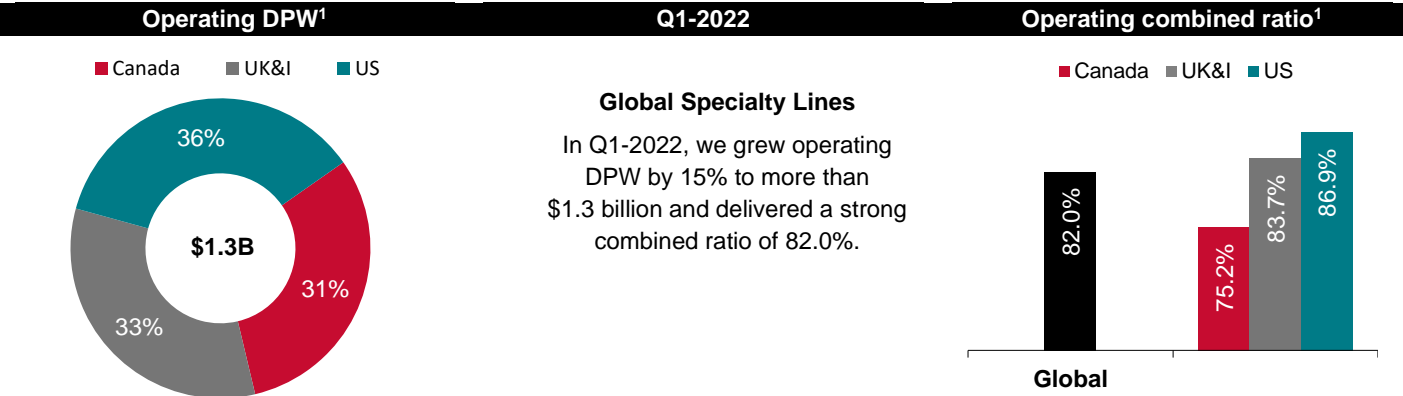 Operating DPW1
Q1-2022
Operating combined ratio1
Canada UK&I US
36%
$1.3B
31%
33%
Global Specialty Lines
In Q1-2022, we grew operating
DPW by 15% to more than
$1.3 billion and delivered a strong
combined ratio of 82.0%.
Canada UK&I US
82.0%
75.2%
83.7%
86.9%
Global